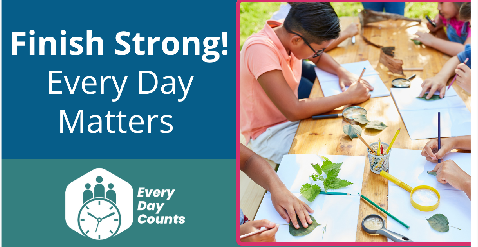 Finish Strong!
Every Day
Matters
Every
Day
Counts